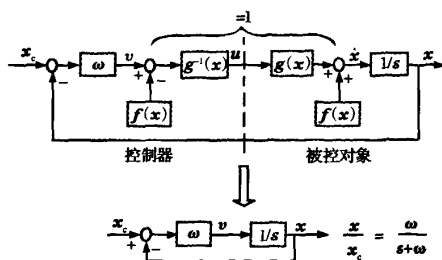 =1
x_c ω v g⁻¹(x) u g(x) ẋ 1/s x
− + − + +
f(x) f(x)
控制器 被控对象
x_c ω v 1/s x x/x_c = ω/(s+ω)
+ −